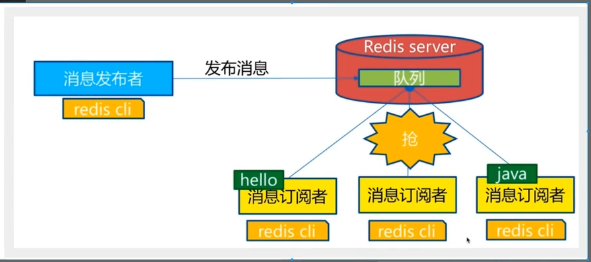 Redis server
队列
消息发布者
发布消息
redis cli
抢
hello
java
消息订阅者
消息订阅者
消息订阅者
redis cli
redis cli
redis cli